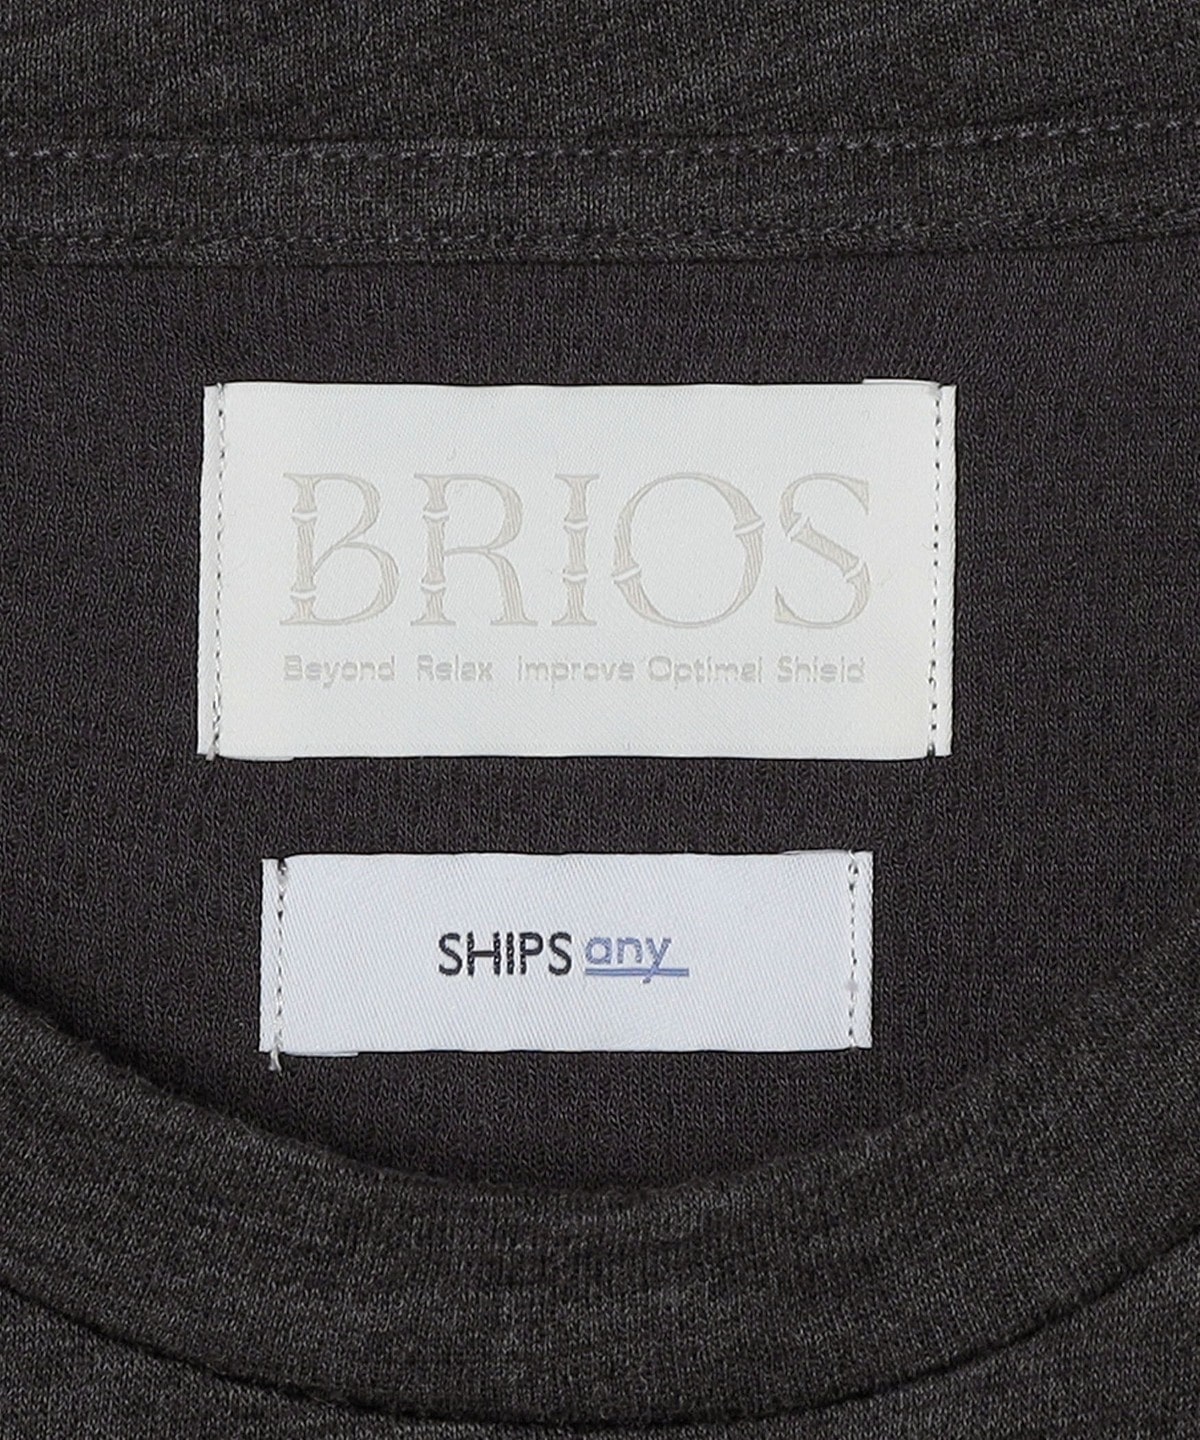 BRIOS
Beyond Relax Improve Optimal Shield
SHIPS any